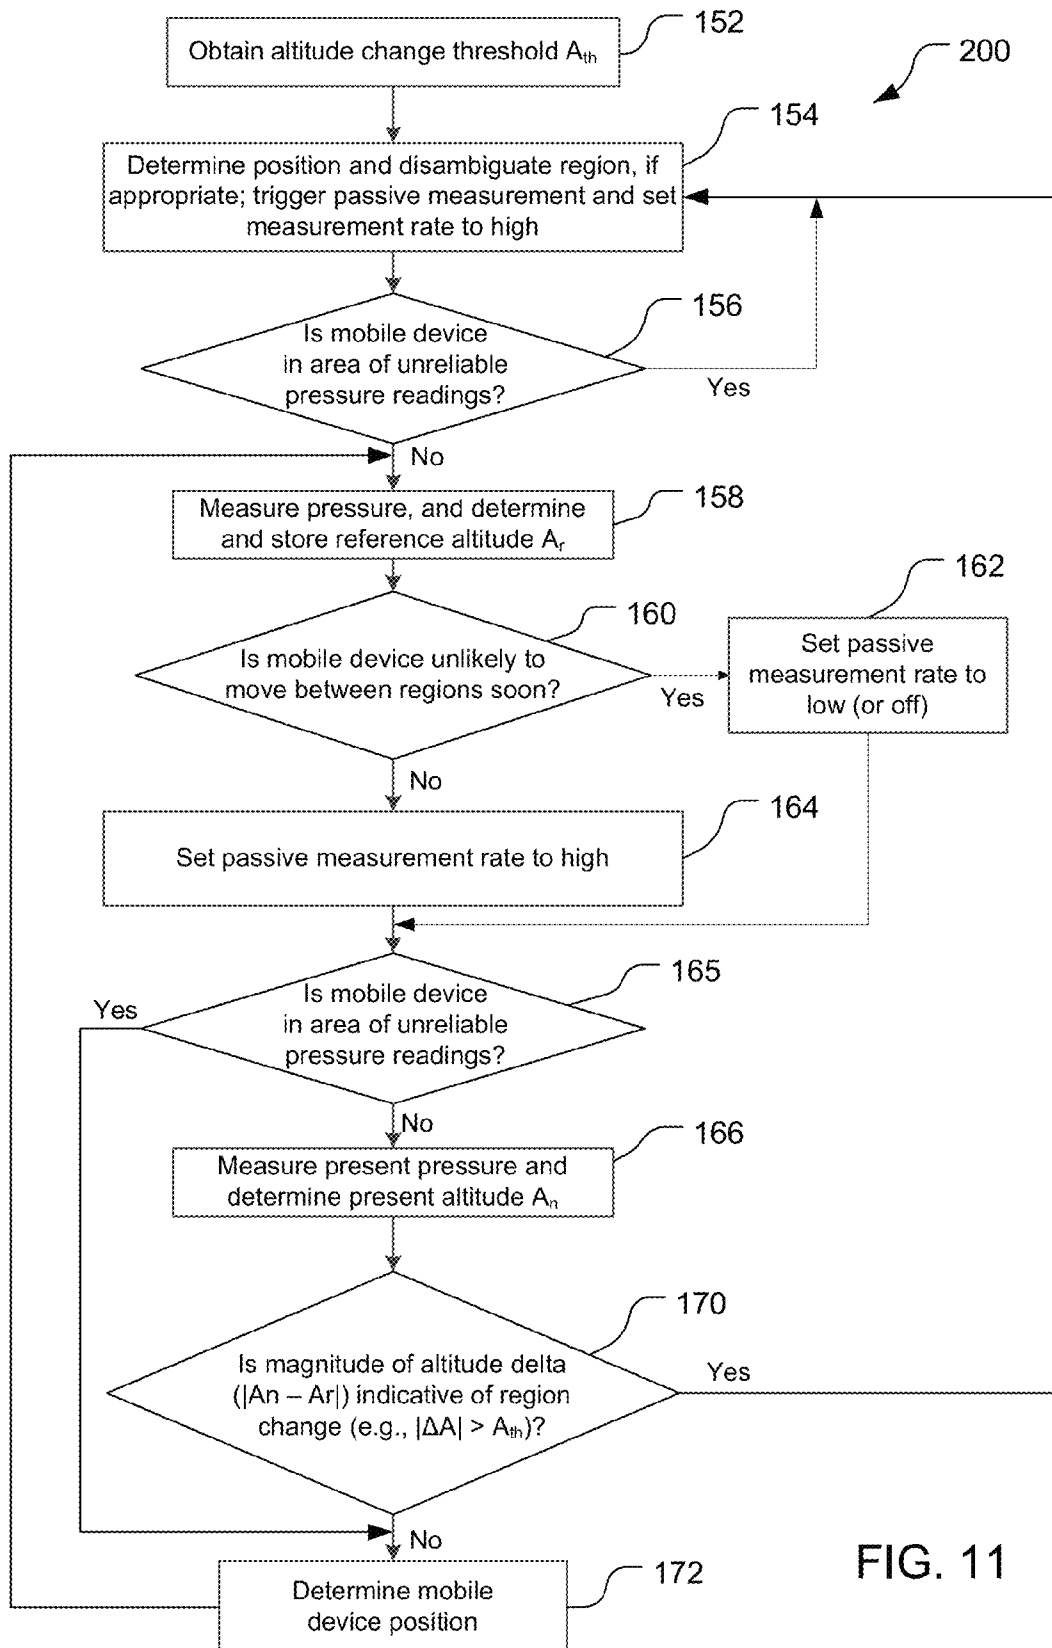 152
Obtain altitude change threshold Ath
200
154
Determine position and disambiguate region, if
appropriate; trigger passive measurement and set
measurement rate to high
156
Is mobile device
in area of unreliable
pressure readings?
Yes
No
158
Measure pressure, and determine
and store reference altitude Ar
162
160
Set passive
measurement rate to
low (or off)
Is mobile device unlikely to
move between regions soon?
Yes
No
164
Set passive measurement rate to high
165
Yes
Is mobile device
in area of unreliable
pressure readings?
No
166
Measure present pressure and
determine present altitude An
170
Is magnitude of altitude delta
(|An – Ar|) indicative of region
change (e.g., |ΔA| > Ath)?
Yes
No
172
Determine mobile
device position
FIG. 11